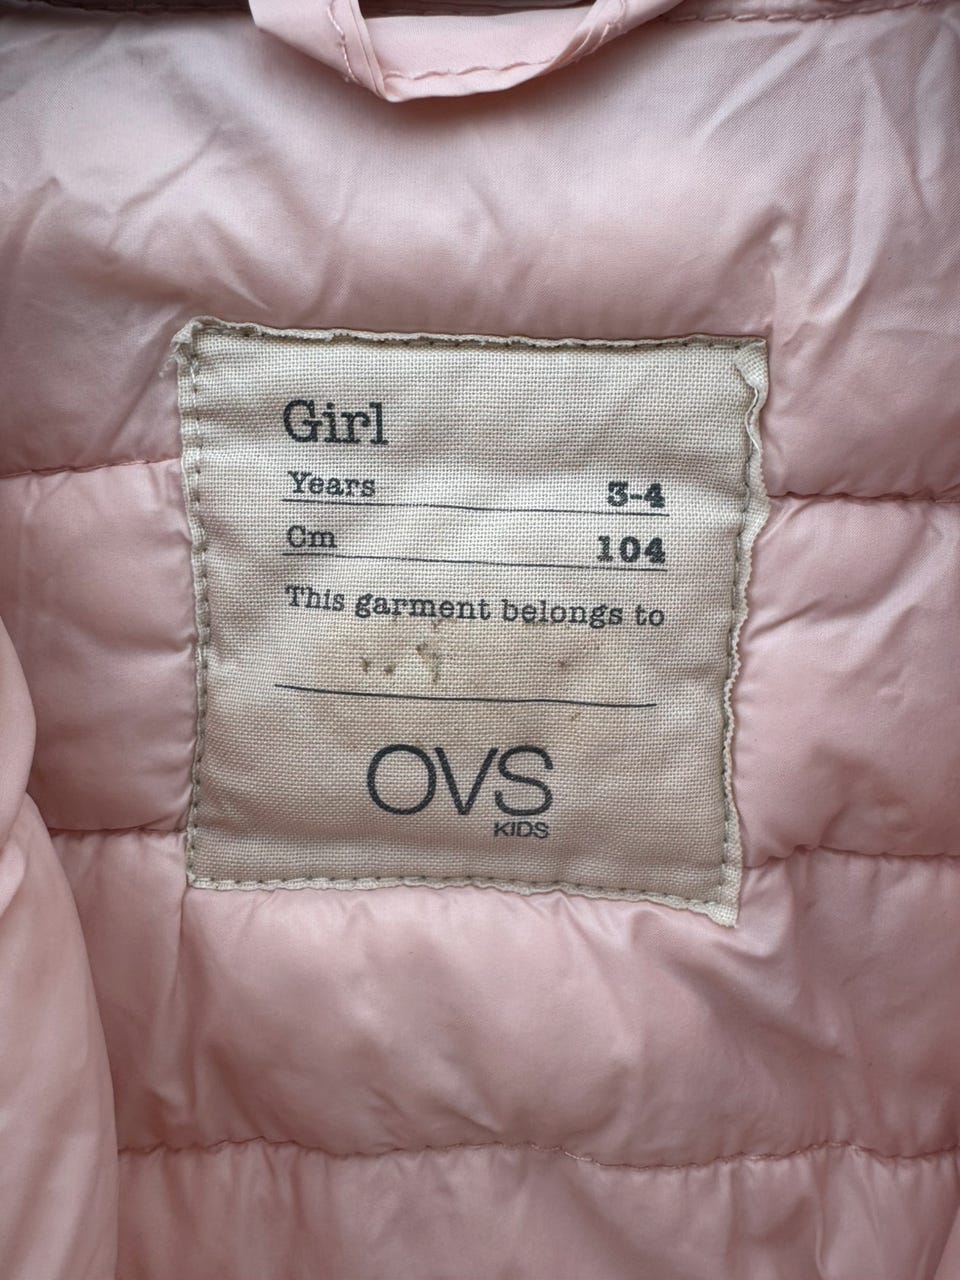 Girl
Years 3-4
Cm 104
This garment belongs to
OVS
KIDS